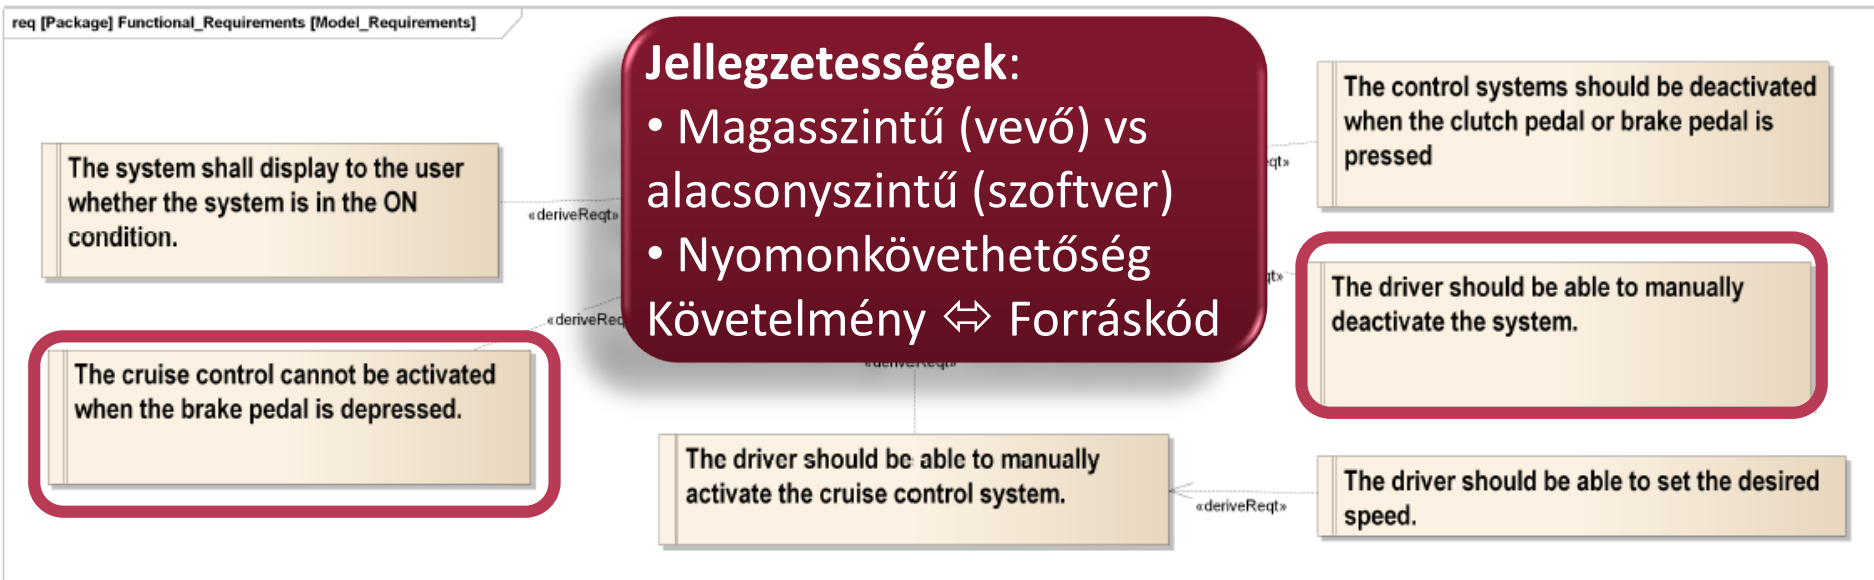 req [Package] Functional_Requirements [Model_Requirements]
Jellegzetességek:
• Magasszintű (vevő) vs
alacsonyszintű (szoftver)
• Nyomonkövethetőség
Követelmény ⬄ Forráskód
The control systems should be deactivated
when the clutch pedal or brake pedal is
pressed
The system shall display to the user
whether the system is in the ON
condition.
«deriveReqt»
The driver should be able to manually
deactivate the system.
The cruise control cannot be activated
when the brake pedal is depressed.
The driver should be able to manually
activate the cruise control system.
«deriveReqt»
The driver should be able to set the desired
speed.